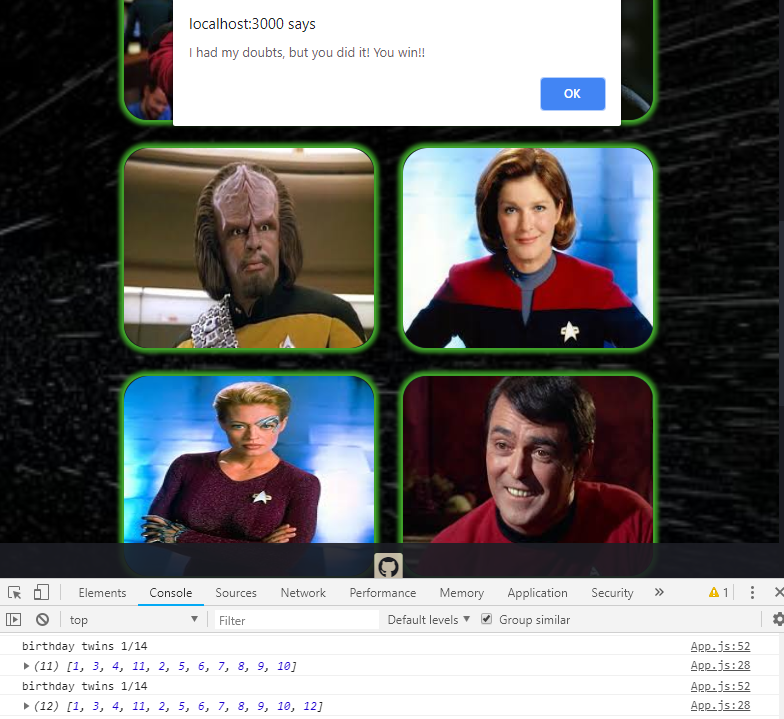 localhost:3000 says
I had my doubts, but you did it! You win!!
OK
Elements Console Sources Network Performance Memory Application Security » 1
top Filter Default levels Group similar
birthday twins 1/14 App.js:52
(11) [1, 3, 4, 11, 2, 5, 6, 7, 8, 9, 10] App.js:28
birthday twins 1/14 App.js:52
(12) [1, 3, 4, 11, 2, 5, 6, 7, 8, 9, 10, 12] App.js:28